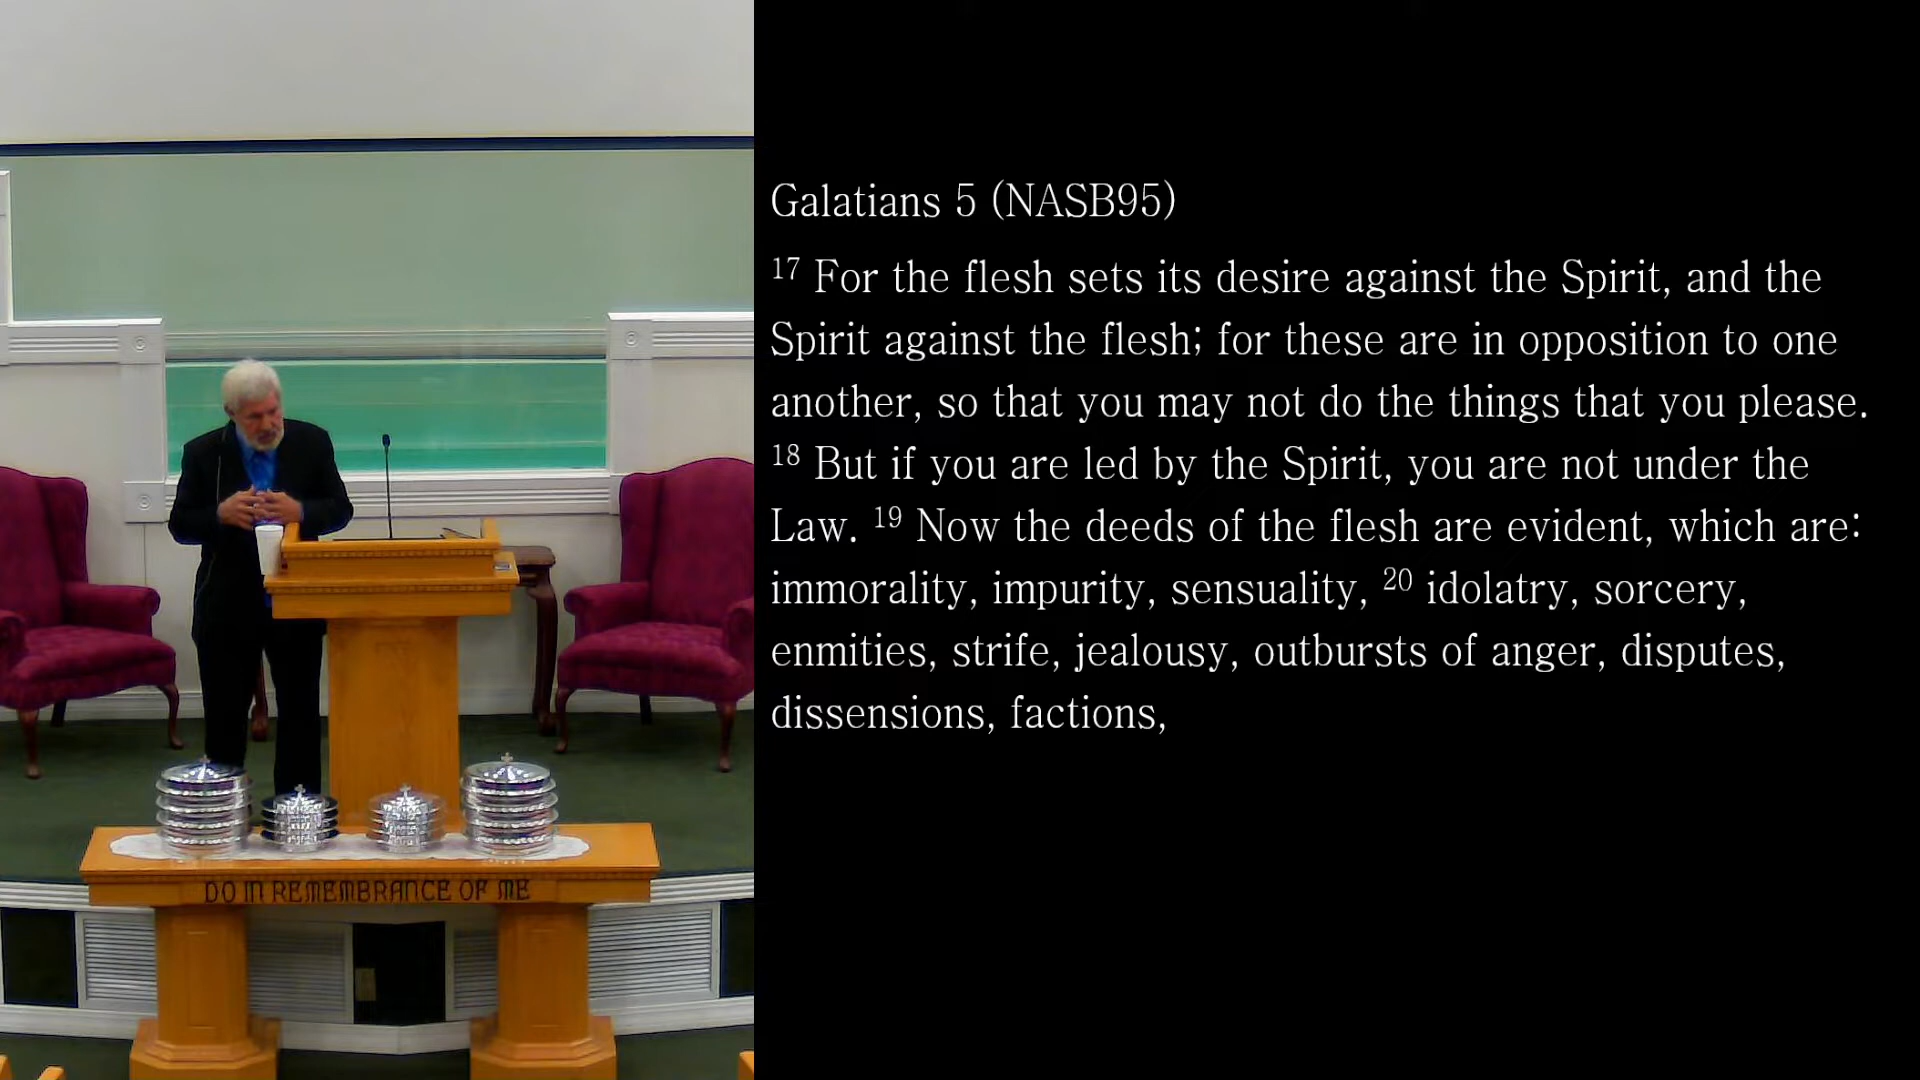 Galatians 5 (NASB95)
17 For the flesh sets its desire against the Spirit, and the
Spirit against the flesh; for these are in opposition to one
another, so that you may not do the things that you please.
18 But if you are led by the Spirit, you are not under the
Law. 19 Now the deeds of the flesh are evident, which are:
immorality, impurity, sensuality, 20 idolatry, sorcery,
enmities, strife, jealousy, outbursts of anger, disputes,
dissensions, factions,
DO IN REMEMBRANCE OF ME